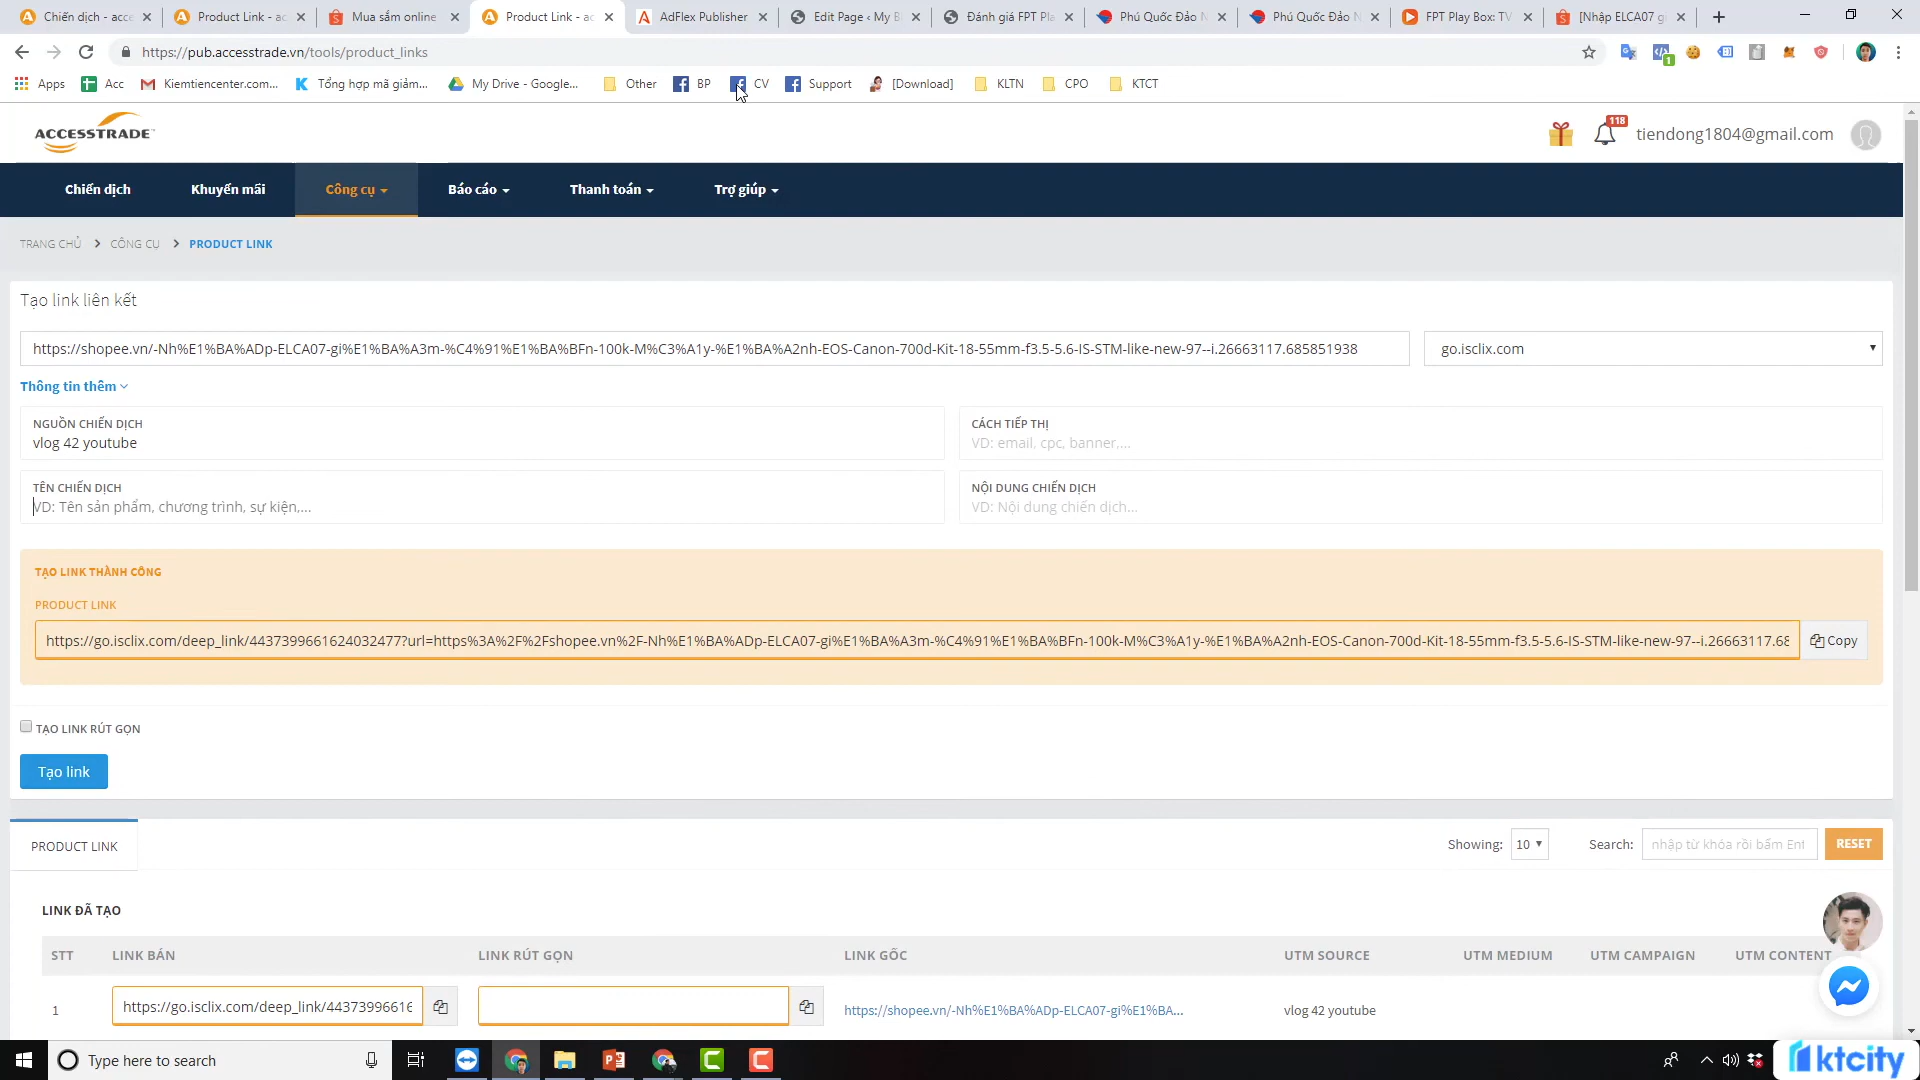 Chiến dịch - acce
Product Link - ac
Mua sắm online
Product Link - ac
AdFlex Publisher
Edit Page ‹ My B
Đánh giá FPT Pla
Phú Quốc Đảo N
Phú Quốc Đảo N
FPT Play Box: TV
[Nhập ELCA07 gi
https://pub.accesstrade.vn/tools/product_links
1
Apps
Acc
Kiemtiencenter.com...
Tổng hợp mã giảm...
My Drive - Google...
Other
BP
CV
Support
[Download]
KLTN
CPO
KTCT
ACCESSTRADE
118
tiendong1804@gmail.com
Chiến dịch
Khuyến mãi
Công cụ
Báo cáo
Thanh toán
Trợ giúp
TRANG CHỦ > CÔNG CỤ > PRODUCT LINK
Tạo link liên kết
https://shopee.vn/-Nh%E1%BA%ADp-ELCA07-gi%E1%BA%A3m-%C4%91%E1%BA%BFn-100k-M%C3%A1y-%E1%BA%A2nh-EOS-Canon-700d-Kit-18-55mm-f3.5-5.6-IS-STM-like-new-97--i.26663117.685851938
go.isclix.com
Thông tin thêm
NGUỒN CHIẾN DỊCH
vlog 42 youtube
CÁCH TIẾP THỊ
VD: email, cpc, banner,...
TÊN CHIẾN DỊCH
VD: Tên sản phẩm, chương trình, sự kiện,...
NỘI DUNG CHIẾN DỊCH
VD: Nội dung chiến dịch...
TẠO LINK THÀNH CÔNG
PRODUCT LINK
https://go.isclix.com/deep_link/4437399661624032477?url=https%3A%2F%2Fshopee.vn%2F-Nh%E1%BA%ADp-ELCA07-gi%E1%BA%A3m-%C4%91%E1%BA%BFn-100k-M%C3%A1y-%E1%BA%A2nh-EOS-Canon-700d-Kit-18-55mm-f3.5-5.6-IS-STM-like-new-97--i.26663117.68
Copy
TẠO LINK RÚT GỌN
Tạo link
PRODUCT LINK
Showing: 10
Search: nhập từ khóa rồi bấm Ent
RESET
LINK ĐÃ TẠO
STT
LINK BÁN
LINK RÚT GỌN
LINK GỐC
UTM SOURCE
UTM MEDIUM
UTM CAMPAIGN
UTM CONTENT
1
https://go.isclix.com/deep_link/44373996616
https://shopee.vn/-Nh%E1%BA%ADp-ELCA07-gi%E1%BA...
vlog 42 youtube
Type here to search
ktcity